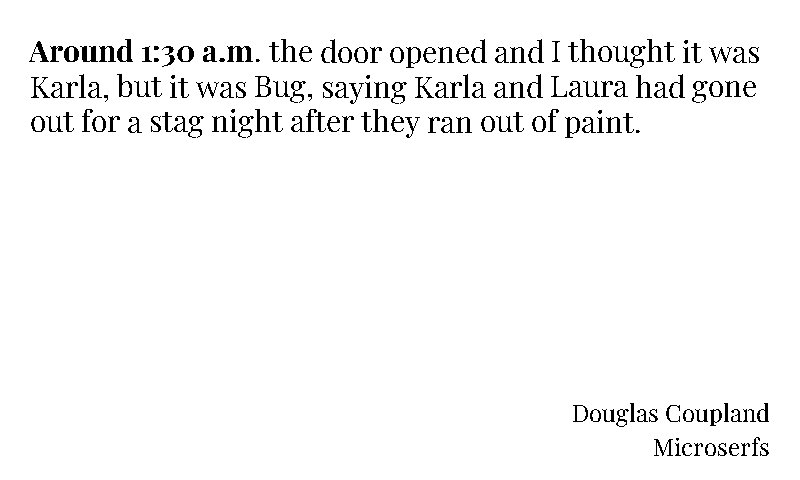 Around 1:30 a.m. the door opened and I thought it was
Karla, but it was Bug, saying Karla and Laura had gone
out for a stag night after they ran out of paint.
Douglas Coupland
Microserfs